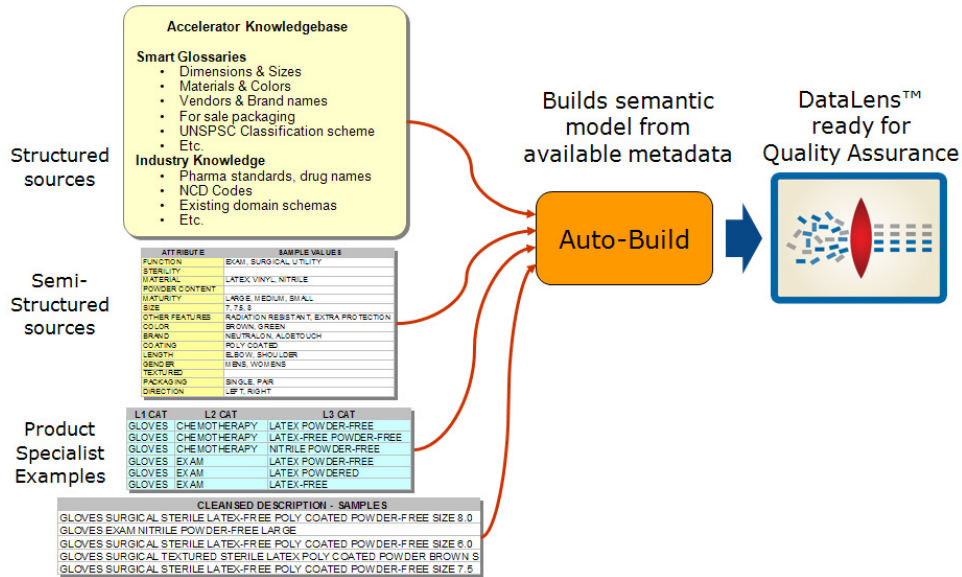 Accelerator Knowledgebase
Smart Glossaries
• Dimensions & Sizes
• Materials & Colors
• Vendors & Brand names
• For sale packaging
• UNSPSC Classification scheme
• Etc.
Industry Knowledge
• Pharma standards, drug names
• NCD Codes
• Existing domain schemas
• Etc.
Structured
sources
Builds semantic
model from
available metadata
DataLens™
ready for
Quality Assurance
Auto-Build
Semi-
Structured
sources
ATTRIBUTE SAMPLE VALUES
FUNCTION EXAM, SURGICAL, UTILITY
STERILITY
MATERIAL LATEX, VINYL, NITRILE
POWDER CONTENT
MATURITY LARGE, MEDIUM, SMALL
SIZE 7, 7.5, 8
OTHER FEATURES RADIATION RESISTANT, EXTRA PROTECTION
COLOR BROWN, GREEN
BRAND NEUTRALON, ALOETOUCH
COATING POLY COATED
LENGTH ELBOW, SHOULDER
GENDER MENS, WOMENS
TEXTURED
PACKAGING SINGLE, PAIR
DIRECTION LEFT, RIGHT
Product
Specialist
Examples
L1 CAT L2 CAT L3 CAT
GLOVES CHEMOTHERAPY LATEX POWDER-FREE
GLOVES CHEMOTHERAPY LATEX-FREE POWDER-FREE
GLOVES CHEMOTHERAPY NITRILE POWDER-FREE
GLOVES EXAM LATEX POWDER-FREE
GLOVES EXAM LATEX POWDERED
GLOVES EXAM LATEX-FREE
CLEANSED DESCRIPTION - SAMPLES
GLOVES SURGICAL STERILE LATEX-FREE POLY COATED POWDER-FREE SIZE 8.0
GLOVES EXAM NITRILE POWDER-FREE LARGE
GLOVES SURGICAL STERILE LATEX-FREE POLY COATED POWDER-FREE SIZE 6.0
GLOVES SURGICAL TEXTURED STERILE LATEX POLY COATED POWDER BROWN S
GLOVES SURGICAL STERILE LATEX-FREE POLY COATED POWDER-FREE SIZE 7.5